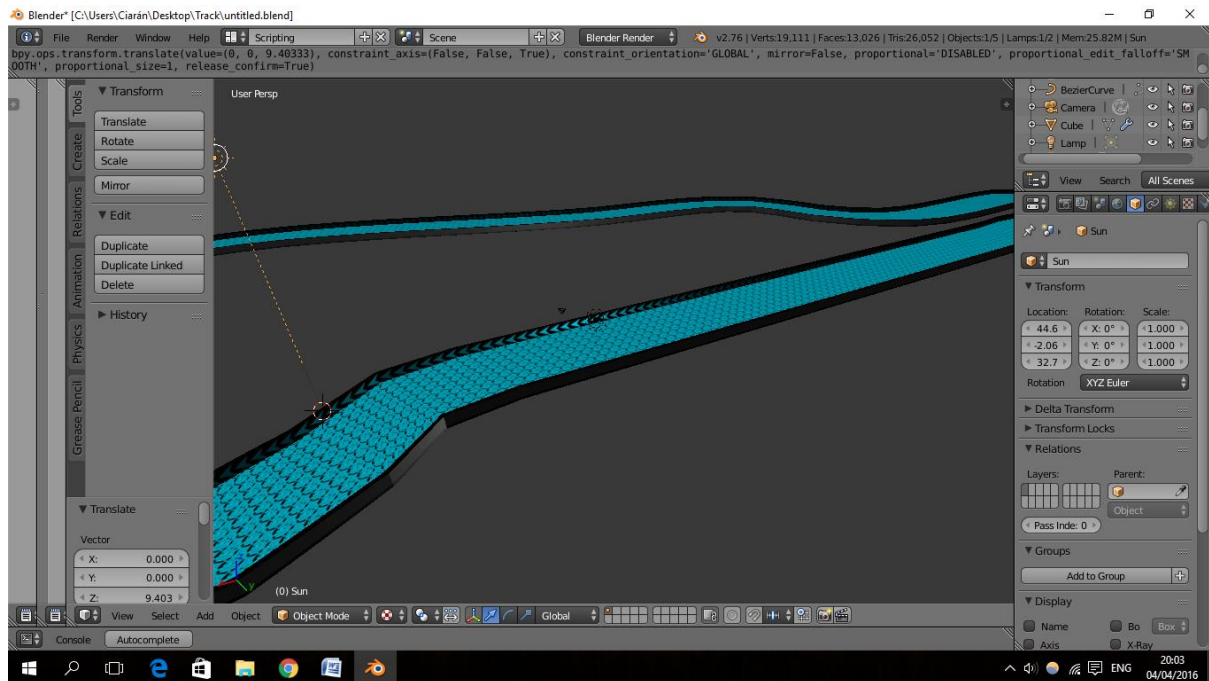 Blender* [C:\Users\Ciarán\Desktop\Track\untitled.blend]
File Render Window Help Scripting Scene Blender Render v2.76 | Verts:19,111 | Faces:13,026 | Tris:26,052 | Objects:1/5 | Lamps:1/2 | Mem:25.82M | Sun
bpy.ops.transform.translate(value=(0, 0, 9.40333), constraint_axis=(False, False, True), constraint_orientation='GLOBAL', mirror=False, proportional='DISABLED', proportional_edit_falloff='SM
OOTH', proportional_size=1, release_confirm=True)
Tools
Create
Relations
Animation
Physics
Grease Pencil
Transform
Translate
Rotate
Scale
Mirror
Edit
Duplicate
Duplicate Linked
Delete
History
Translate
Vector
X: 0.000
Y: 0.000
Z: 9.403
User Persp
(0) Sun
BezierCurve
Camera
Cube
Lamp
View Search All Scenes
Sun
Sun
Transform
Location: Rotation: Scale:
44.6 X: 0° 1.000
-2.06 Y: 0° 1.000
32.7 Z: 0° 1.000
Rotation XYZ Euler
Delta Transform
Transform Locks
Relations
Layers: Parent:
Object
Pass Inde: 0
Groups
Add to Group
Display
Name Bo Box
Axis X-Ray
View Select Add Object Object Mode Global
Console Autocomplete
ENG 20:03
04/04/2016